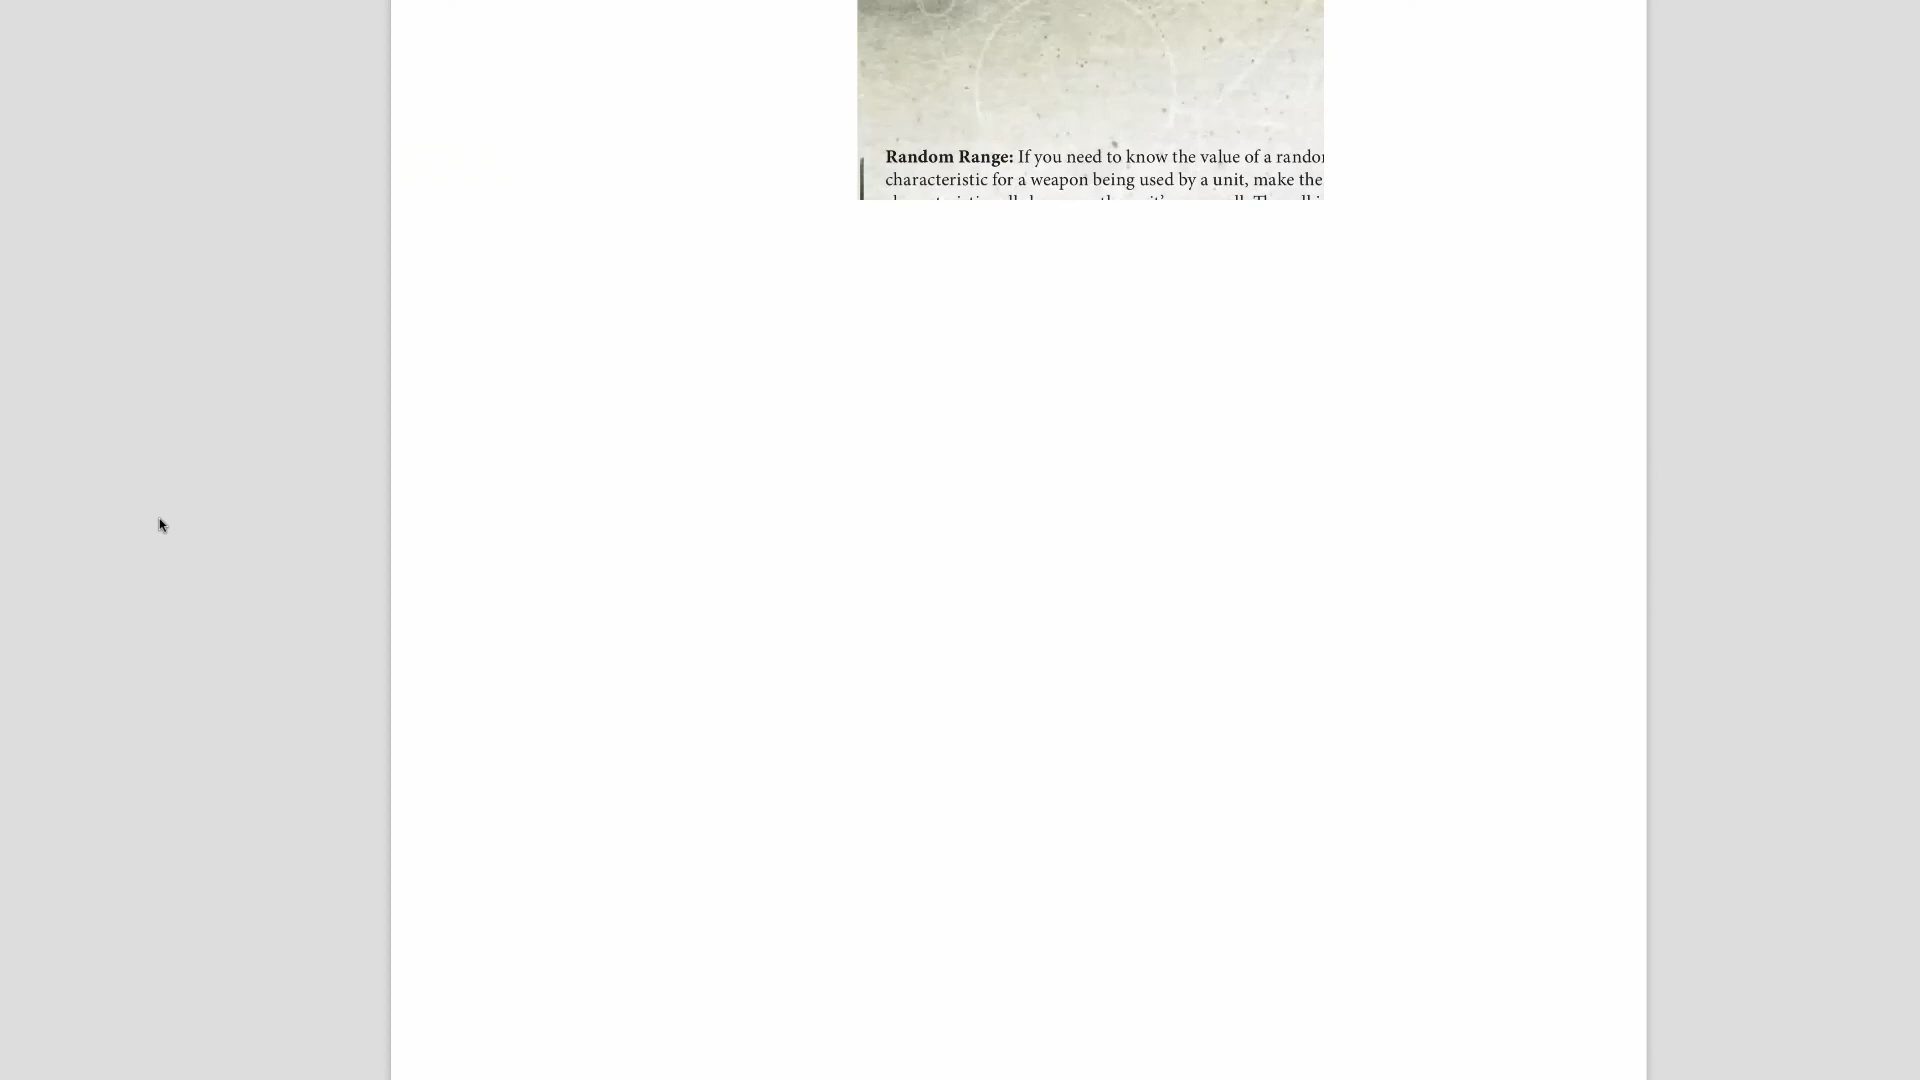 Random Range: If you need to know the value of a
characteristic for a weapon being used by a unit, make the